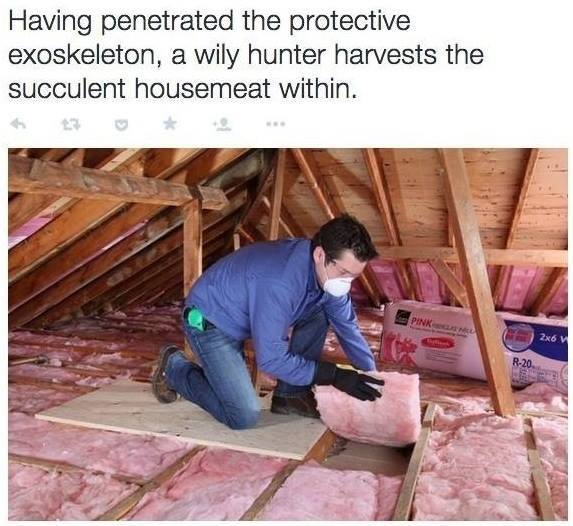 Having penetrated the protective
exoskeleton, a wily hunter harvests the
succulent housemeat within.
PINK
2x6 W
R-20